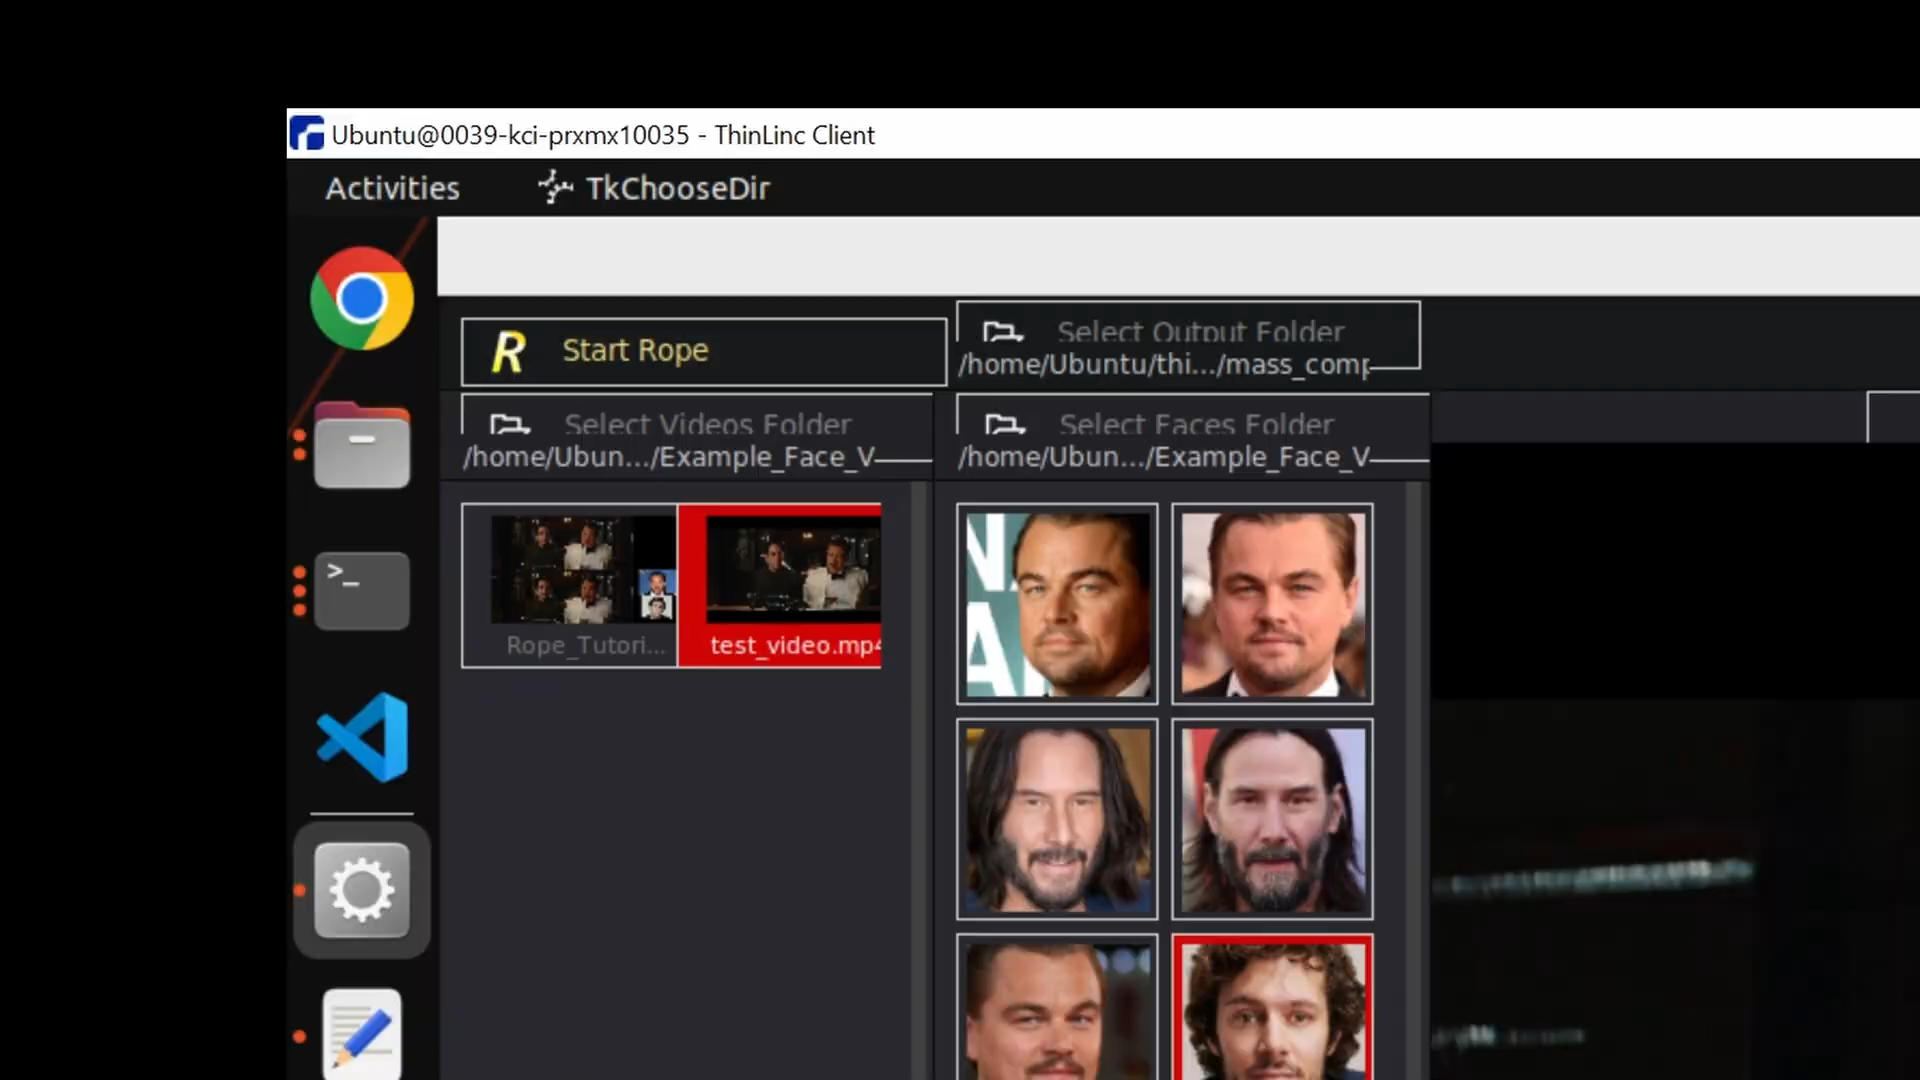 Ubuntu@0039-kci-prxmx10035 - ThinLinc Client
Activities
TkChooseDir
R Start Rope
Select Output Folder
/home/Ubuntu/thi.../mass_comp
Select Videos Folder
/home/Ubun.../Example_Face_V
Select Faces Folder
/home/Ubun.../Example_Face_V
Rope_Tutori...
test_video.mp4
>_